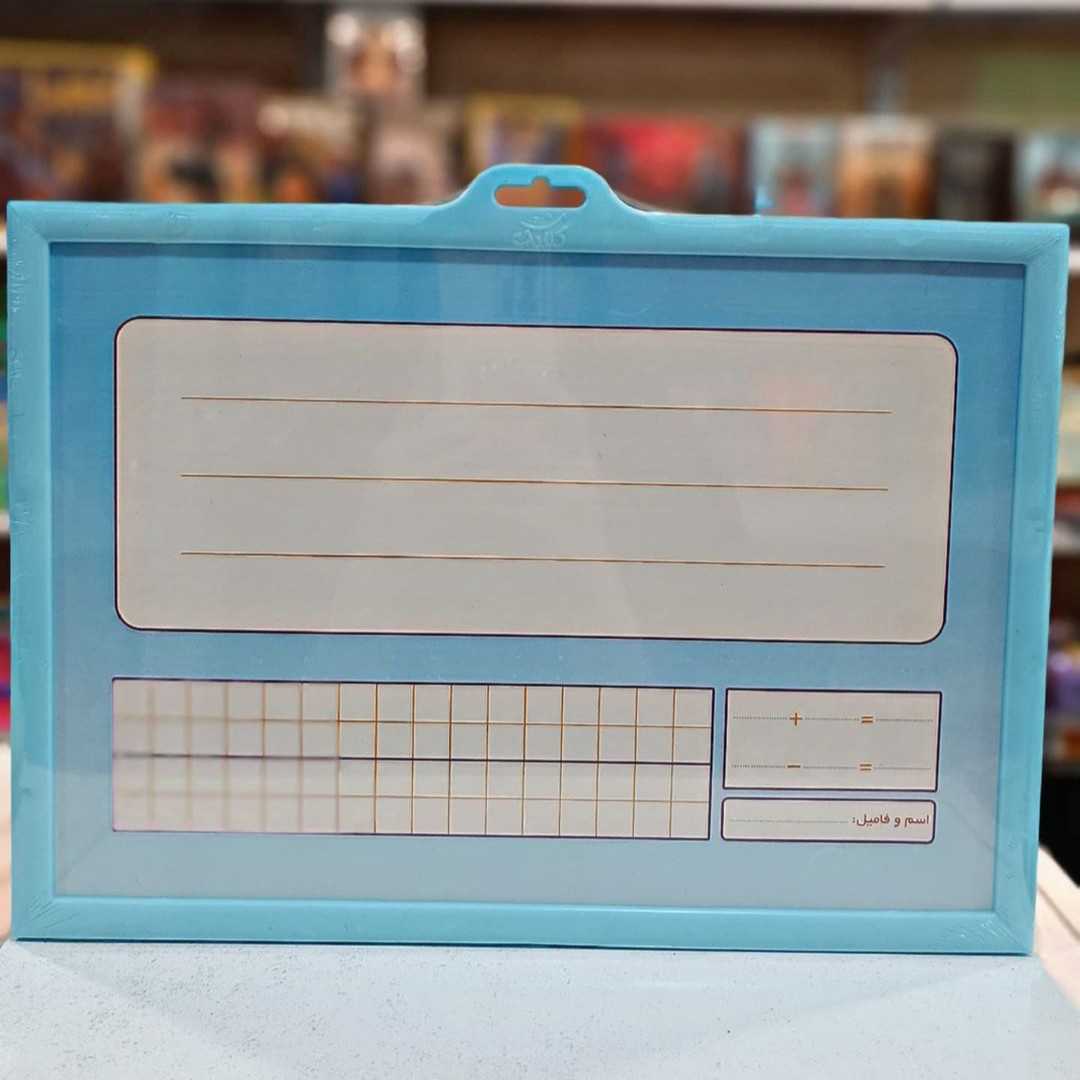 + =
- =
اسم و فامیل: